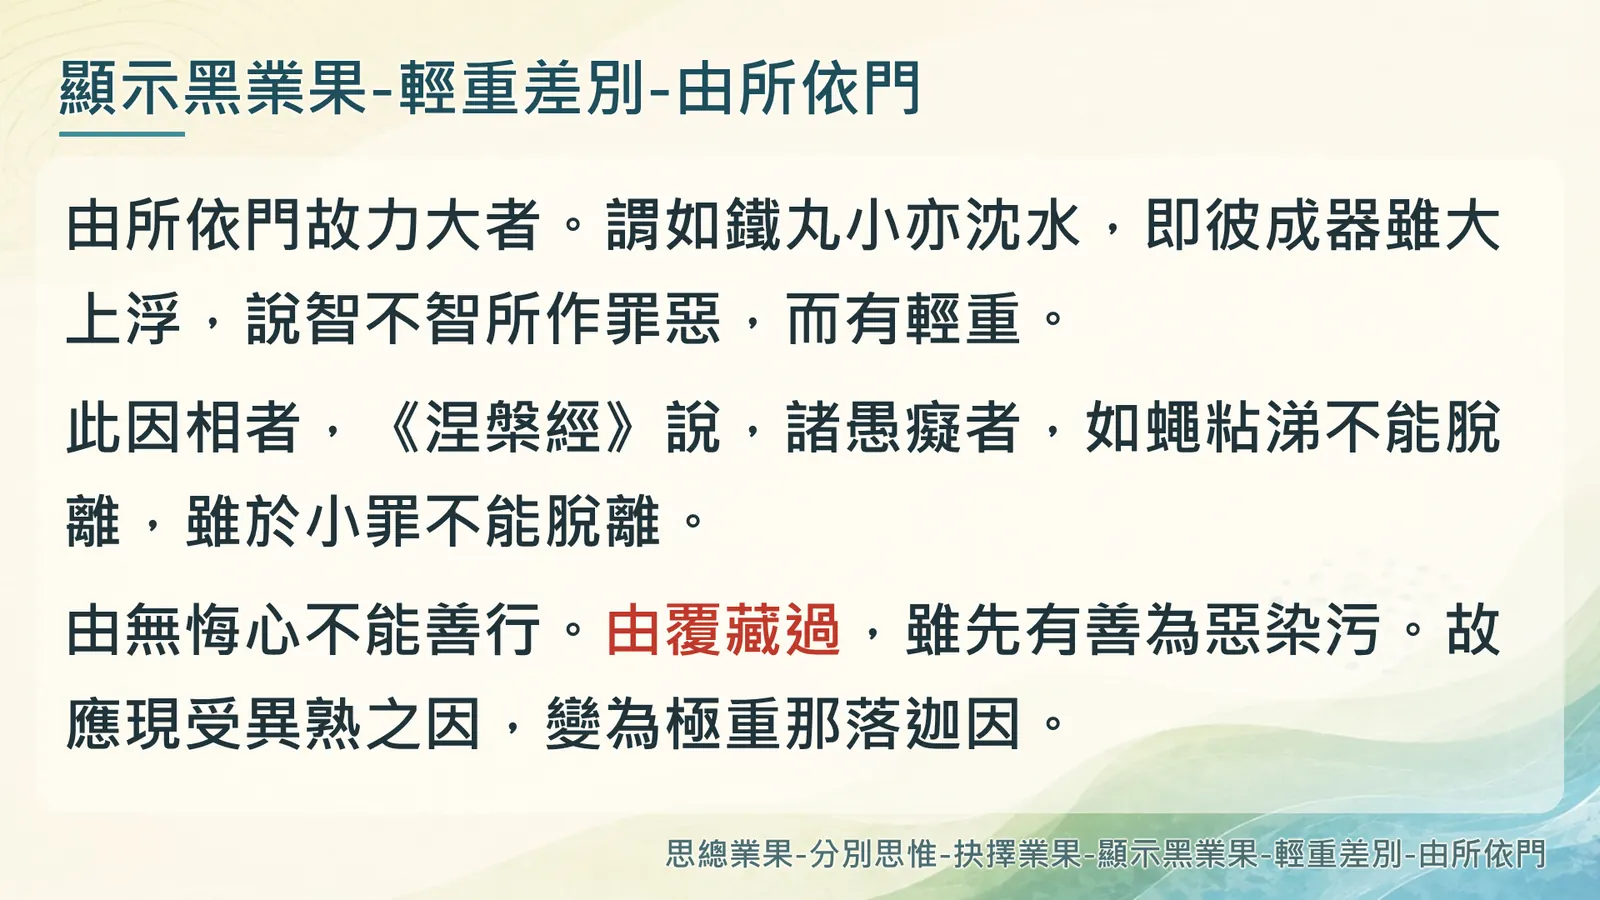 顯示黑業果-輕重差別-由所依門
由所依門故力大者。謂如鐵丸小亦沈水，即彼成器雖大
上浮，說智不智所作罪惡，而有輕重。
此因相者，《涅槃經》說，諸愚癡者，如蠅粘涕不能脫
離，雖於小罪不能脫離。
由無悔心不能善行。由覆藏過，雖先有善為惡染污。故
應現受異熟之因，變為極重那落迦因。
思總業果-分別思惟-抉擇業果-顯示黑業果-輕重差別-由所依門